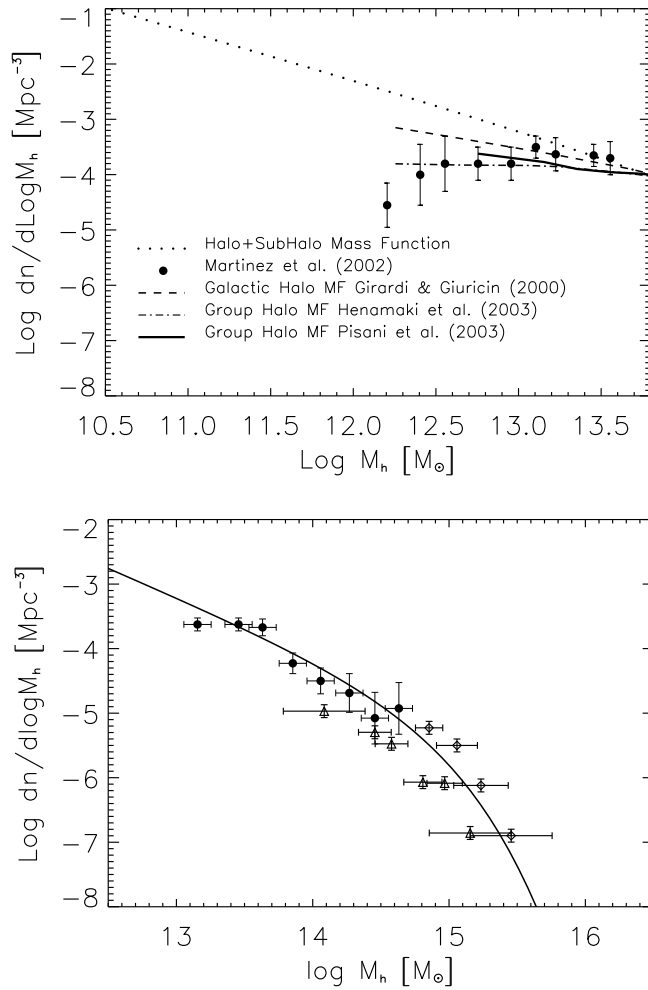 −1
−2
−3
−4
−5
−6
−7
−8
Log dn/dLogMₕ [Mpc⁻³]
Halo+SubHalo Mass Function
Martinez et al. (2002)
Galactic Halo MF Girardi & Giuricin (2000)
Group Halo MF Henamaki et al. (2003)
Group Halo MF Pisani et al. (2003)
10.5 11.0 11.5 12.0 12.5 13.0 13.5
Log Mₕ [M☉]
−2
−3
−4
−5
−6
−7
−8
Log dn/dlogMₕ [Mpc⁻³]
13 14 15 16
log Mₕ [M☉]